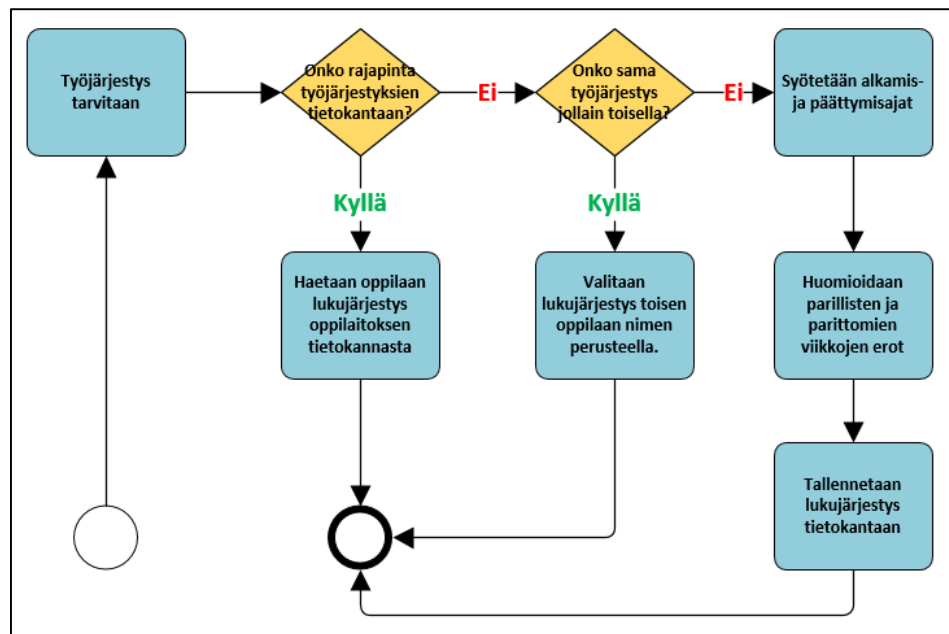 Työjärjestys
tarvitaan
Onko rajapinta
työjärjestyksien
tietokantaan?
Ei
Onko sama
työjärjestys
jollain toisella?
Ei
Syötetään alkamis-
ja päättymisajat
Kyllä
Kyllä
Haetaan oppilaan
lukujärjestys
oppilaitoksen
tietokannasta
Valitaan
lukujärjestys toisen
oppilaan nimen
perusteella.
Huomioidaan
parillisten ja
parittomien
viikkojen erot
Tallennetaan
lukujärjestys
tietokantaan